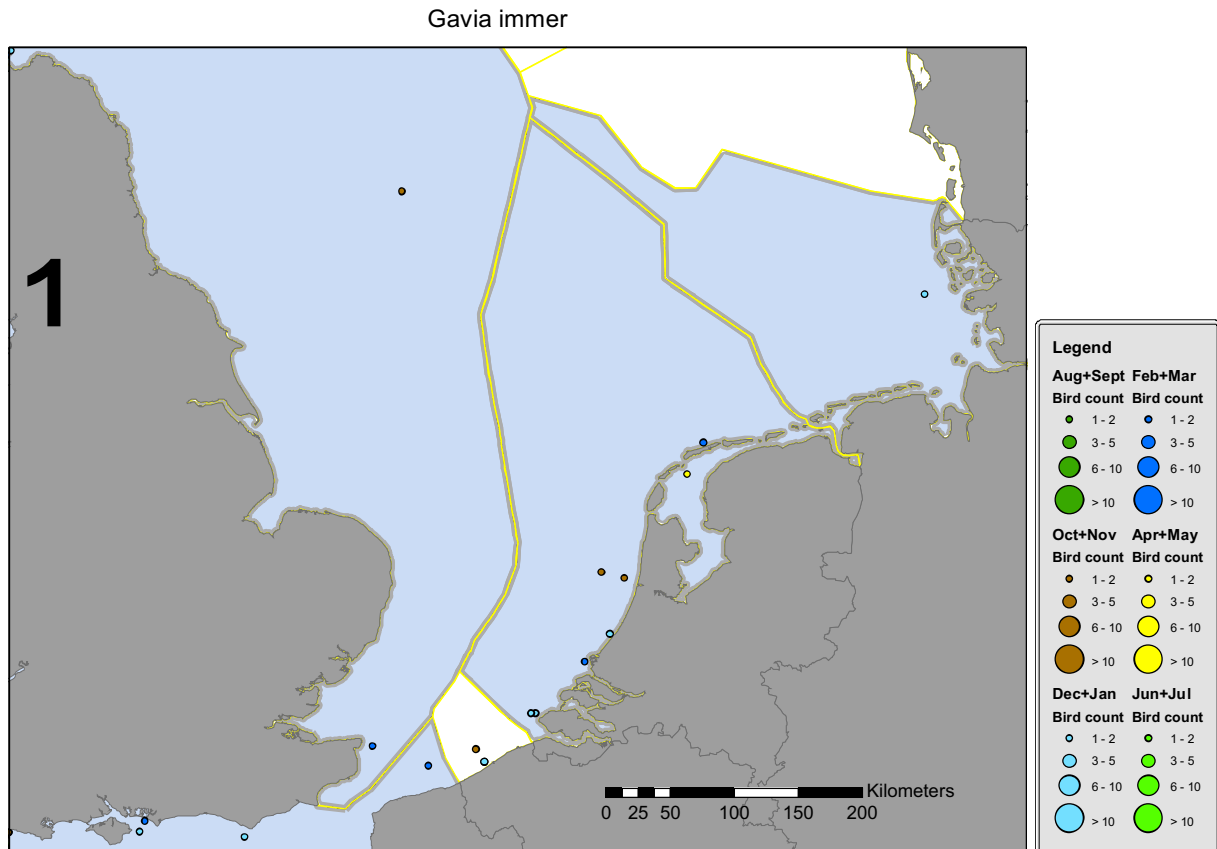 Gavia immer
1
Legend
Aug+Sept Feb+Mar
Bird count Bird count
1 - 2 1 - 2
3 - 5 3 - 5
6 - 10 6 - 10
> 10 > 10
Oct+Nov Apr+May
Bird count Bird count
1 - 2 1 - 2
3 - 5 3 - 5
6 - 10 6 - 10
> 10 > 10
Dec+Jan Jun+Jul
Bird count Bird count
1 - 2 1 - 2
3 - 5 3 - 5
6 - 10 6 - 10
> 10 > 10
Kilometers
0 25 50 100 150 200